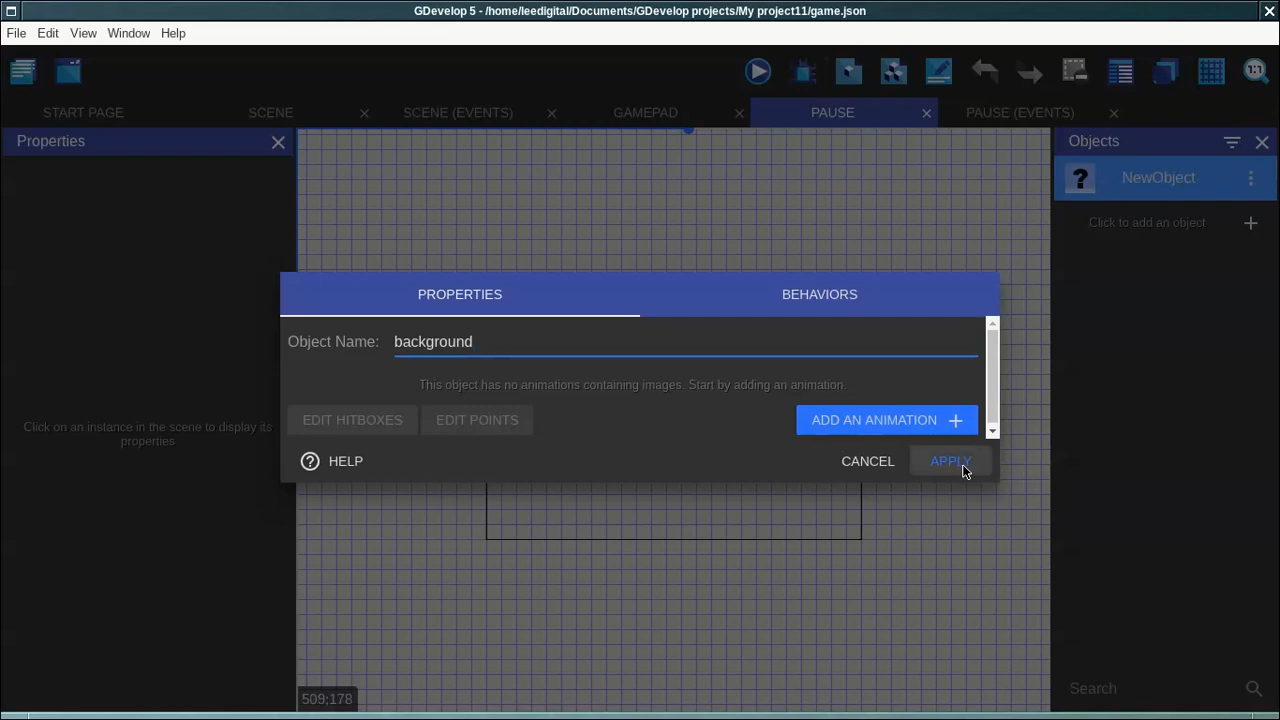 GDevelop 5 - /home/leedigital/Documents/GDevelop projects/My project11/game.json
File Edit View Window Help
1:1
START PAGE SCENE SCENE (EVENTS) GAMEPAD PAUSE PAUSE (EVENTS)
Properties
Objects
? NewObject
Click to add an object
PROPERTIES BEHAVIORS
Object Name: background
This object has no animations containing images. Start by adding an animation.
EDIT HITBOXES EDIT POINTS ADD AN ANIMATION
HELP CANCEL APPLY
Click on an instance in the scene to display its
properties
509;178
Search